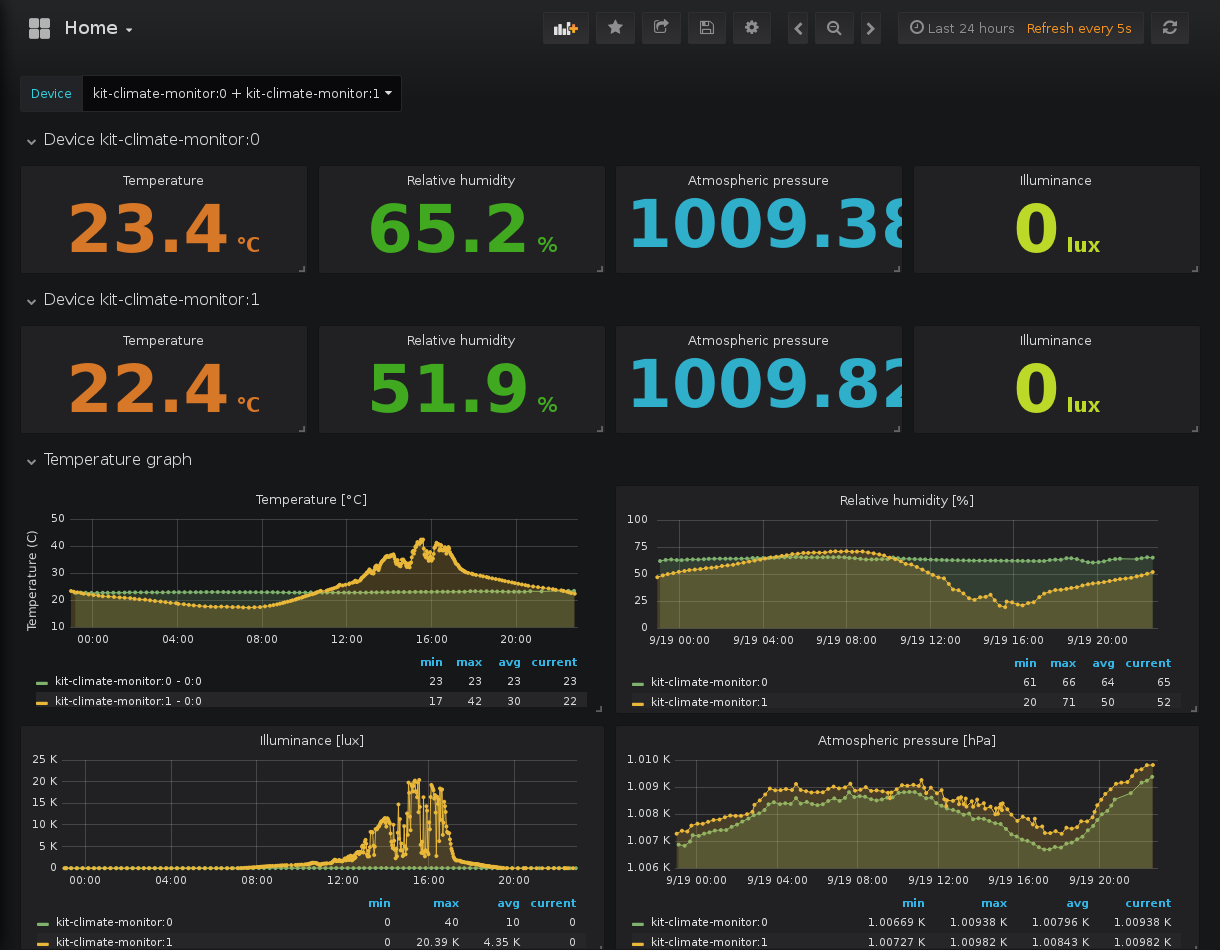 Home
Last 24 hours Refresh every 5s
Device kit-climate-monitor:0 + kit-climate-monitor:1
Device kit-climate-monitor:0
Temperature Relative humidity Atmospheric pressure Illuminance
23.4 °C 65.2 % 1009.38 0 lux
Device kit-climate-monitor:1
Temperature Relative humidity Atmospheric pressure Illuminance
22.4 °C 51.9 % 1009.82 0 lux
Temperature graph
Temperature [°C]
Temperature (C)
50
40
30
20
10
00:00 04:00 08:00 12:00 16:00 20:00
min max avg current
kit-climate-monitor:0 - 0:0 23 23 23 23
kit-climate-monitor:1 - 0:0 17 42 30 22
Relative humidity [%]
100
75
50
25
0
9/19 00:00 9/19 04:00 9/19 08:00 9/19 12:00 9/19 16:00 9/19 20:00
min max avg current
kit-climate-monitor:0 61 66 64 65
kit-climate-monitor:1 20 71 50 52
Illuminance [lux]
25 K
20 K
15 K
10 K
5 K
0
00:00 04:00 08:00 12:00 16:00 20:00
min max avg current
kit-climate-monitor:0 0 40 10 0
kit-climate-monitor:1 0 20.39 K 4.35 K 0
Atmospheric pressure [hPa]
1.010 K
1.009 K
1.008 K
1.007 K
1.006 K
9/19 00:00 9/19 04:00 9/19 08:00 9/19 12:00 9/19 16:00 9/19 20:00
min max avg current
kit-climate-monitor:0 1.00669 K 1.00938 K 1.00796 K 1.00938 K
kit-climate-monitor:1 1.00727 K 1.00982 K 1.00843 K 1.00982 K